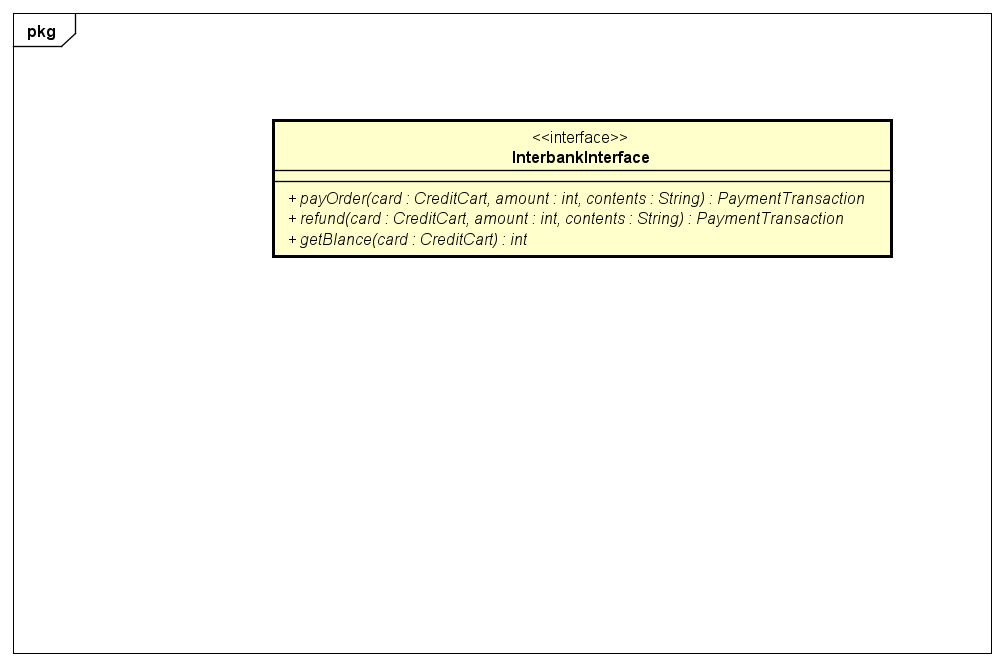 pkg
<<interface>>
InterbankInterface
+ payOrder(card : CreditCart, amount : int, contents : String) : PaymentTransaction
+ refund(card : CreditCart, amount : int, contents : String) : PaymentTransaction
+ getBlance(card : CreditCart) : int